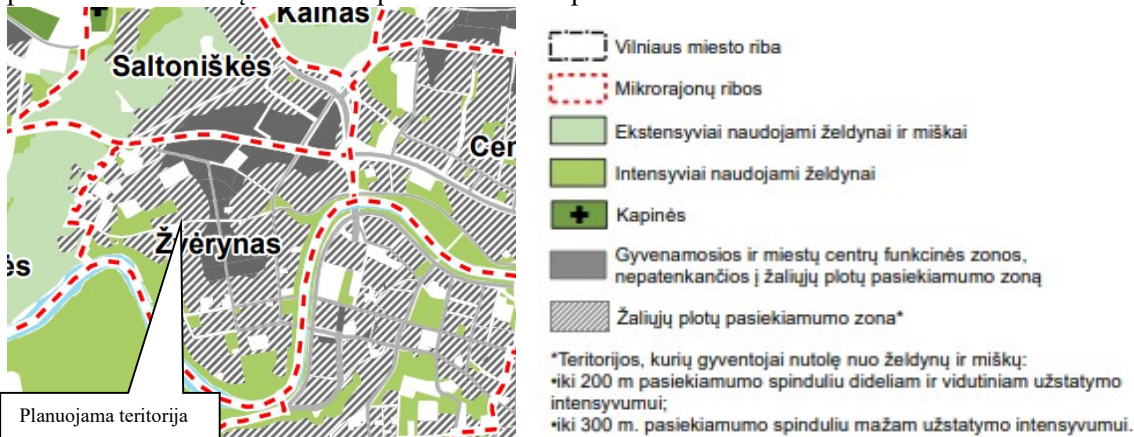 Kalnas
Saltoniškės
Cen
Žvėrynas
ės
Planuojama teritorija
Vilniaus miesto riba
Mikrorajonų ribos
Ekstensyviai naudojami želdynai ir miškai
Intensyviai naudojami želdynai
Kapinės
Gyvenamosios ir miestų centrų funkcinės zonos,
nepatenkančios į žaliųjų plotų pasiekiamumo zoną
Žaliųjų plotų pasiekiamumo zona*
*Teritorijos, kurių gyventojai nutolę nuo želdynų ir miškų:
•iki 200 m pasiekiamumo spinduliu dideliam ir vidutiniam užstatymo
intensyvumui;
•iki 300 m. pasiekiamumo spinduliu mažam užstatymo intensyvumui.